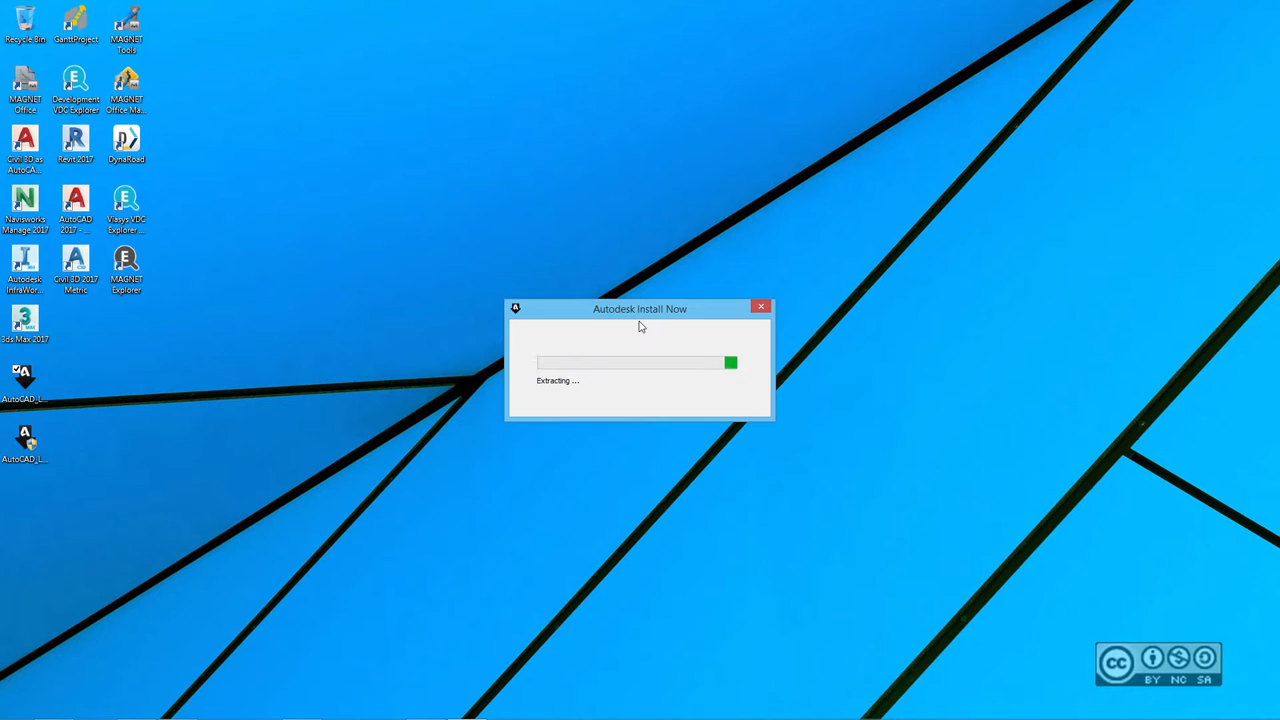 Recycle Bin
GanttProject
MAGNET
Tools
MAGNET
Office
Development
VDC Explorer
MAGNET
Office Ma...
Civil 3D as
AutoCA...
Revit 2017
DynaRoad
Navisworks
Manage 2017
AutoCAD
2017 - ...
Viasys VDC
Explorer...
Autodesk
InfraWor...
Civil 3D 2017
Metric
MAGNET
Explorer
3ds Max 2017
AutoCAD_L...
AutoCAD_L...
Autodesk Install Now
Extracting ...
cc
BY NC SA